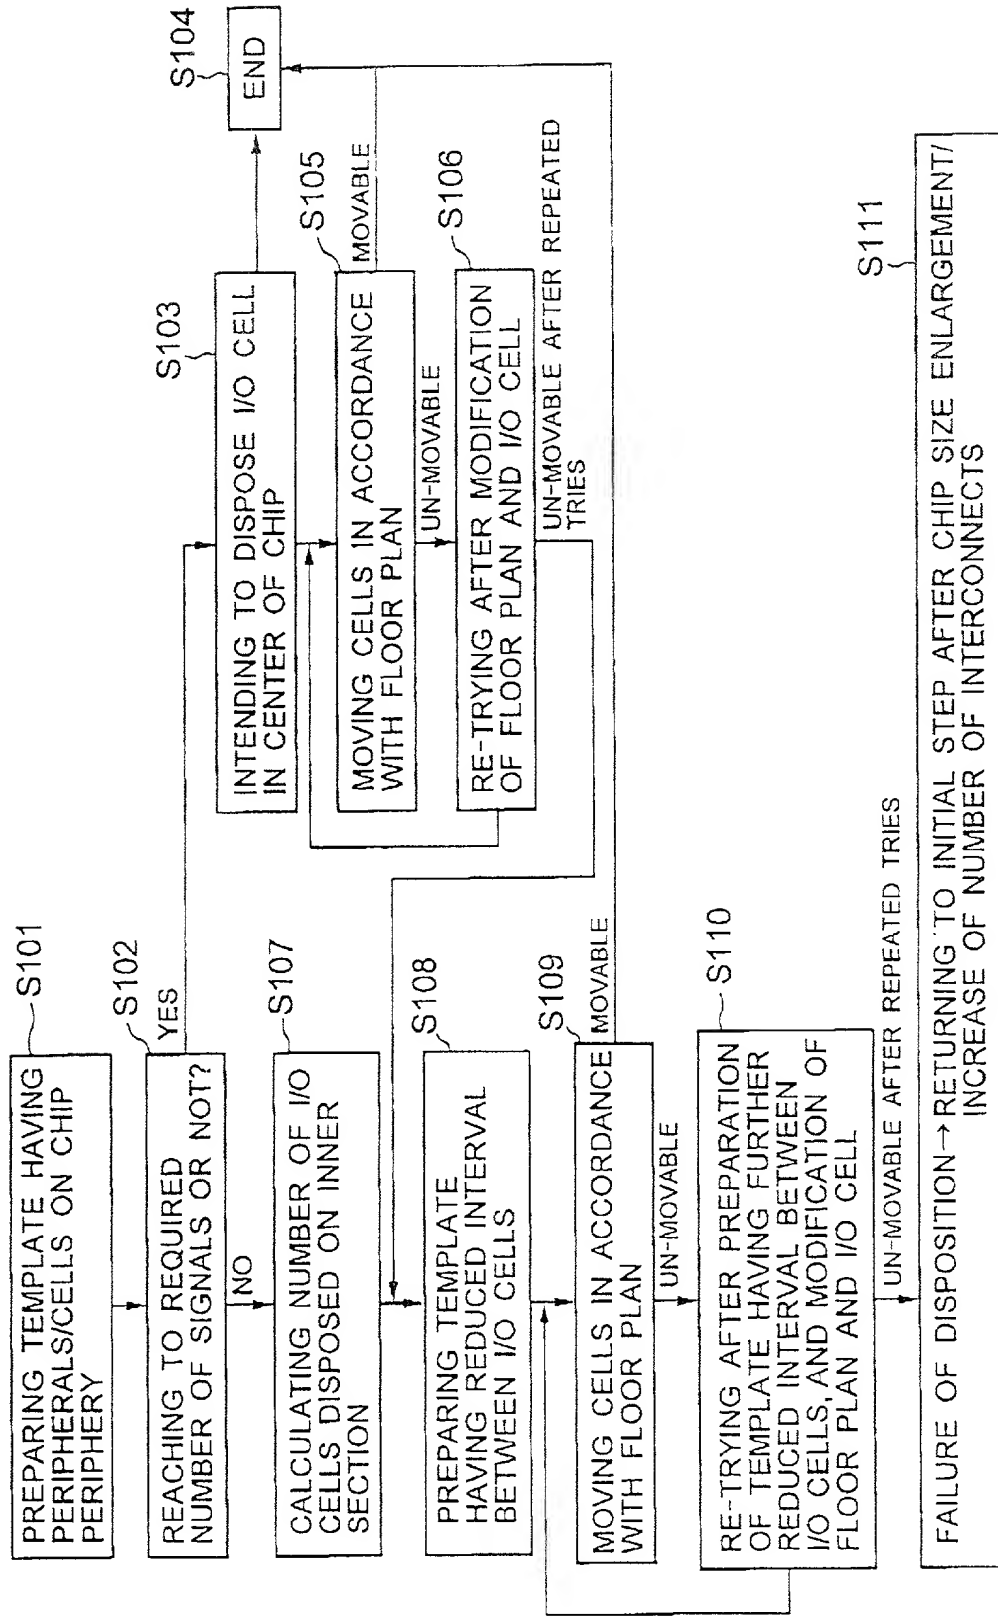 S101
PREPARING TEMPLATE HAVING
PERIPHERALS/CELLS ON CHIP
PERIPHERY
S102
REACHING TO REQUIRED
NUMBER OF SIGNALS OR NOT?
YES
NO
S103
INTENDING TO DISPOSE I/O CELL
IN CENTER OF CHIP
S104
END
S105
MOVING CELLS IN ACCORDANCE
WITH FLOOR PLAN
MOVABLE
UN-MOVABLE
S106
RE-TRYING AFTER MODIFICATION
OF FLOOR PLAN AND I/O CELL
UN-MOVABLE AFTER REPEATED
TRIES
S107
CALCULATING NUMBER OF I/O
CELLS DISPOSED ON INNER
SECTION
S108
PREPARING TEMPLATE
HAVING REDUCED INTERVAL
BETWEEN I/O CELLS
S109
MOVING CELLS IN ACCORDANCE
WITH FLOOR PLAN
MOVABLE
UN-MOVABLE
S110
RE-TRYING AFTER PREPARATION
OF TEMPLATE HAVING FURTHER
REDUCED INTERVAL BETWEEN
I/O CELLS, AND MODIFICATION OF
FLOOR PLAN AND I/O CELL
UN-MOVABLE AFTER REPEATED TRIES
S111
FAILURE OF DISPOSITION→RETURNING TO INITIAL STEP AFTER CHIP SIZE ENLARGEMENT/
INCREASE OF NUMBER OF INTERCONNECTS